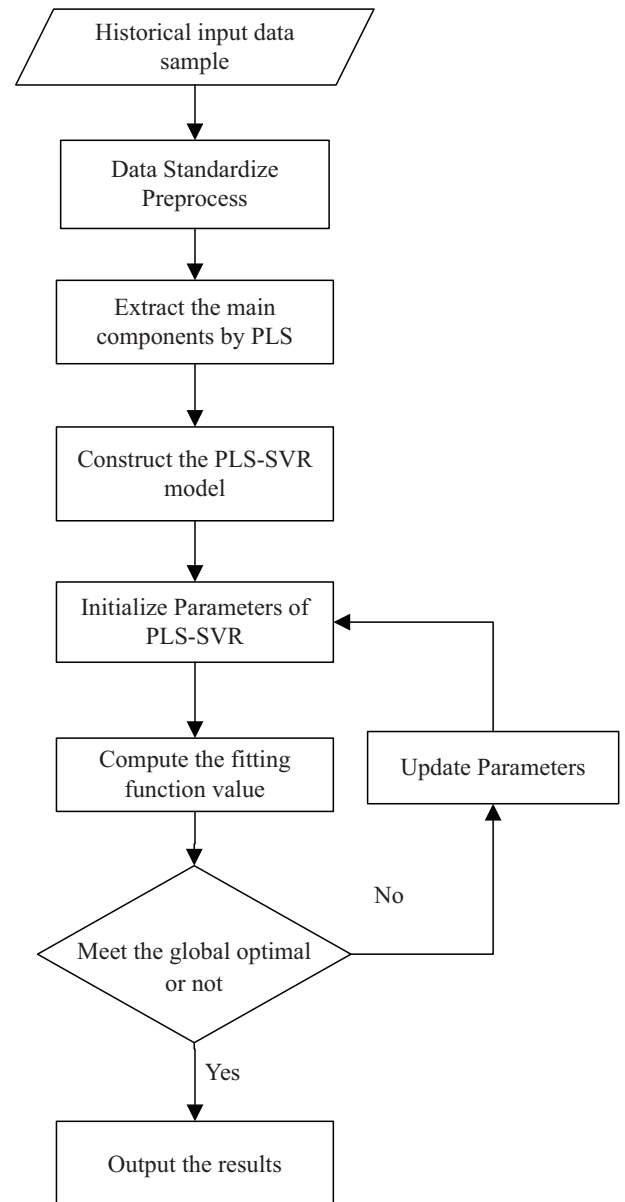 Historical input data
sample
Data Standardize
Preprocess
Extract the main
components by PLS
Construct the PLS-SVR
model
Initialize Parameters of
PLS-SVR
Compute the fitting
function value
Update Parameters
No
Meet the global optimal
or not
Yes
Output the results